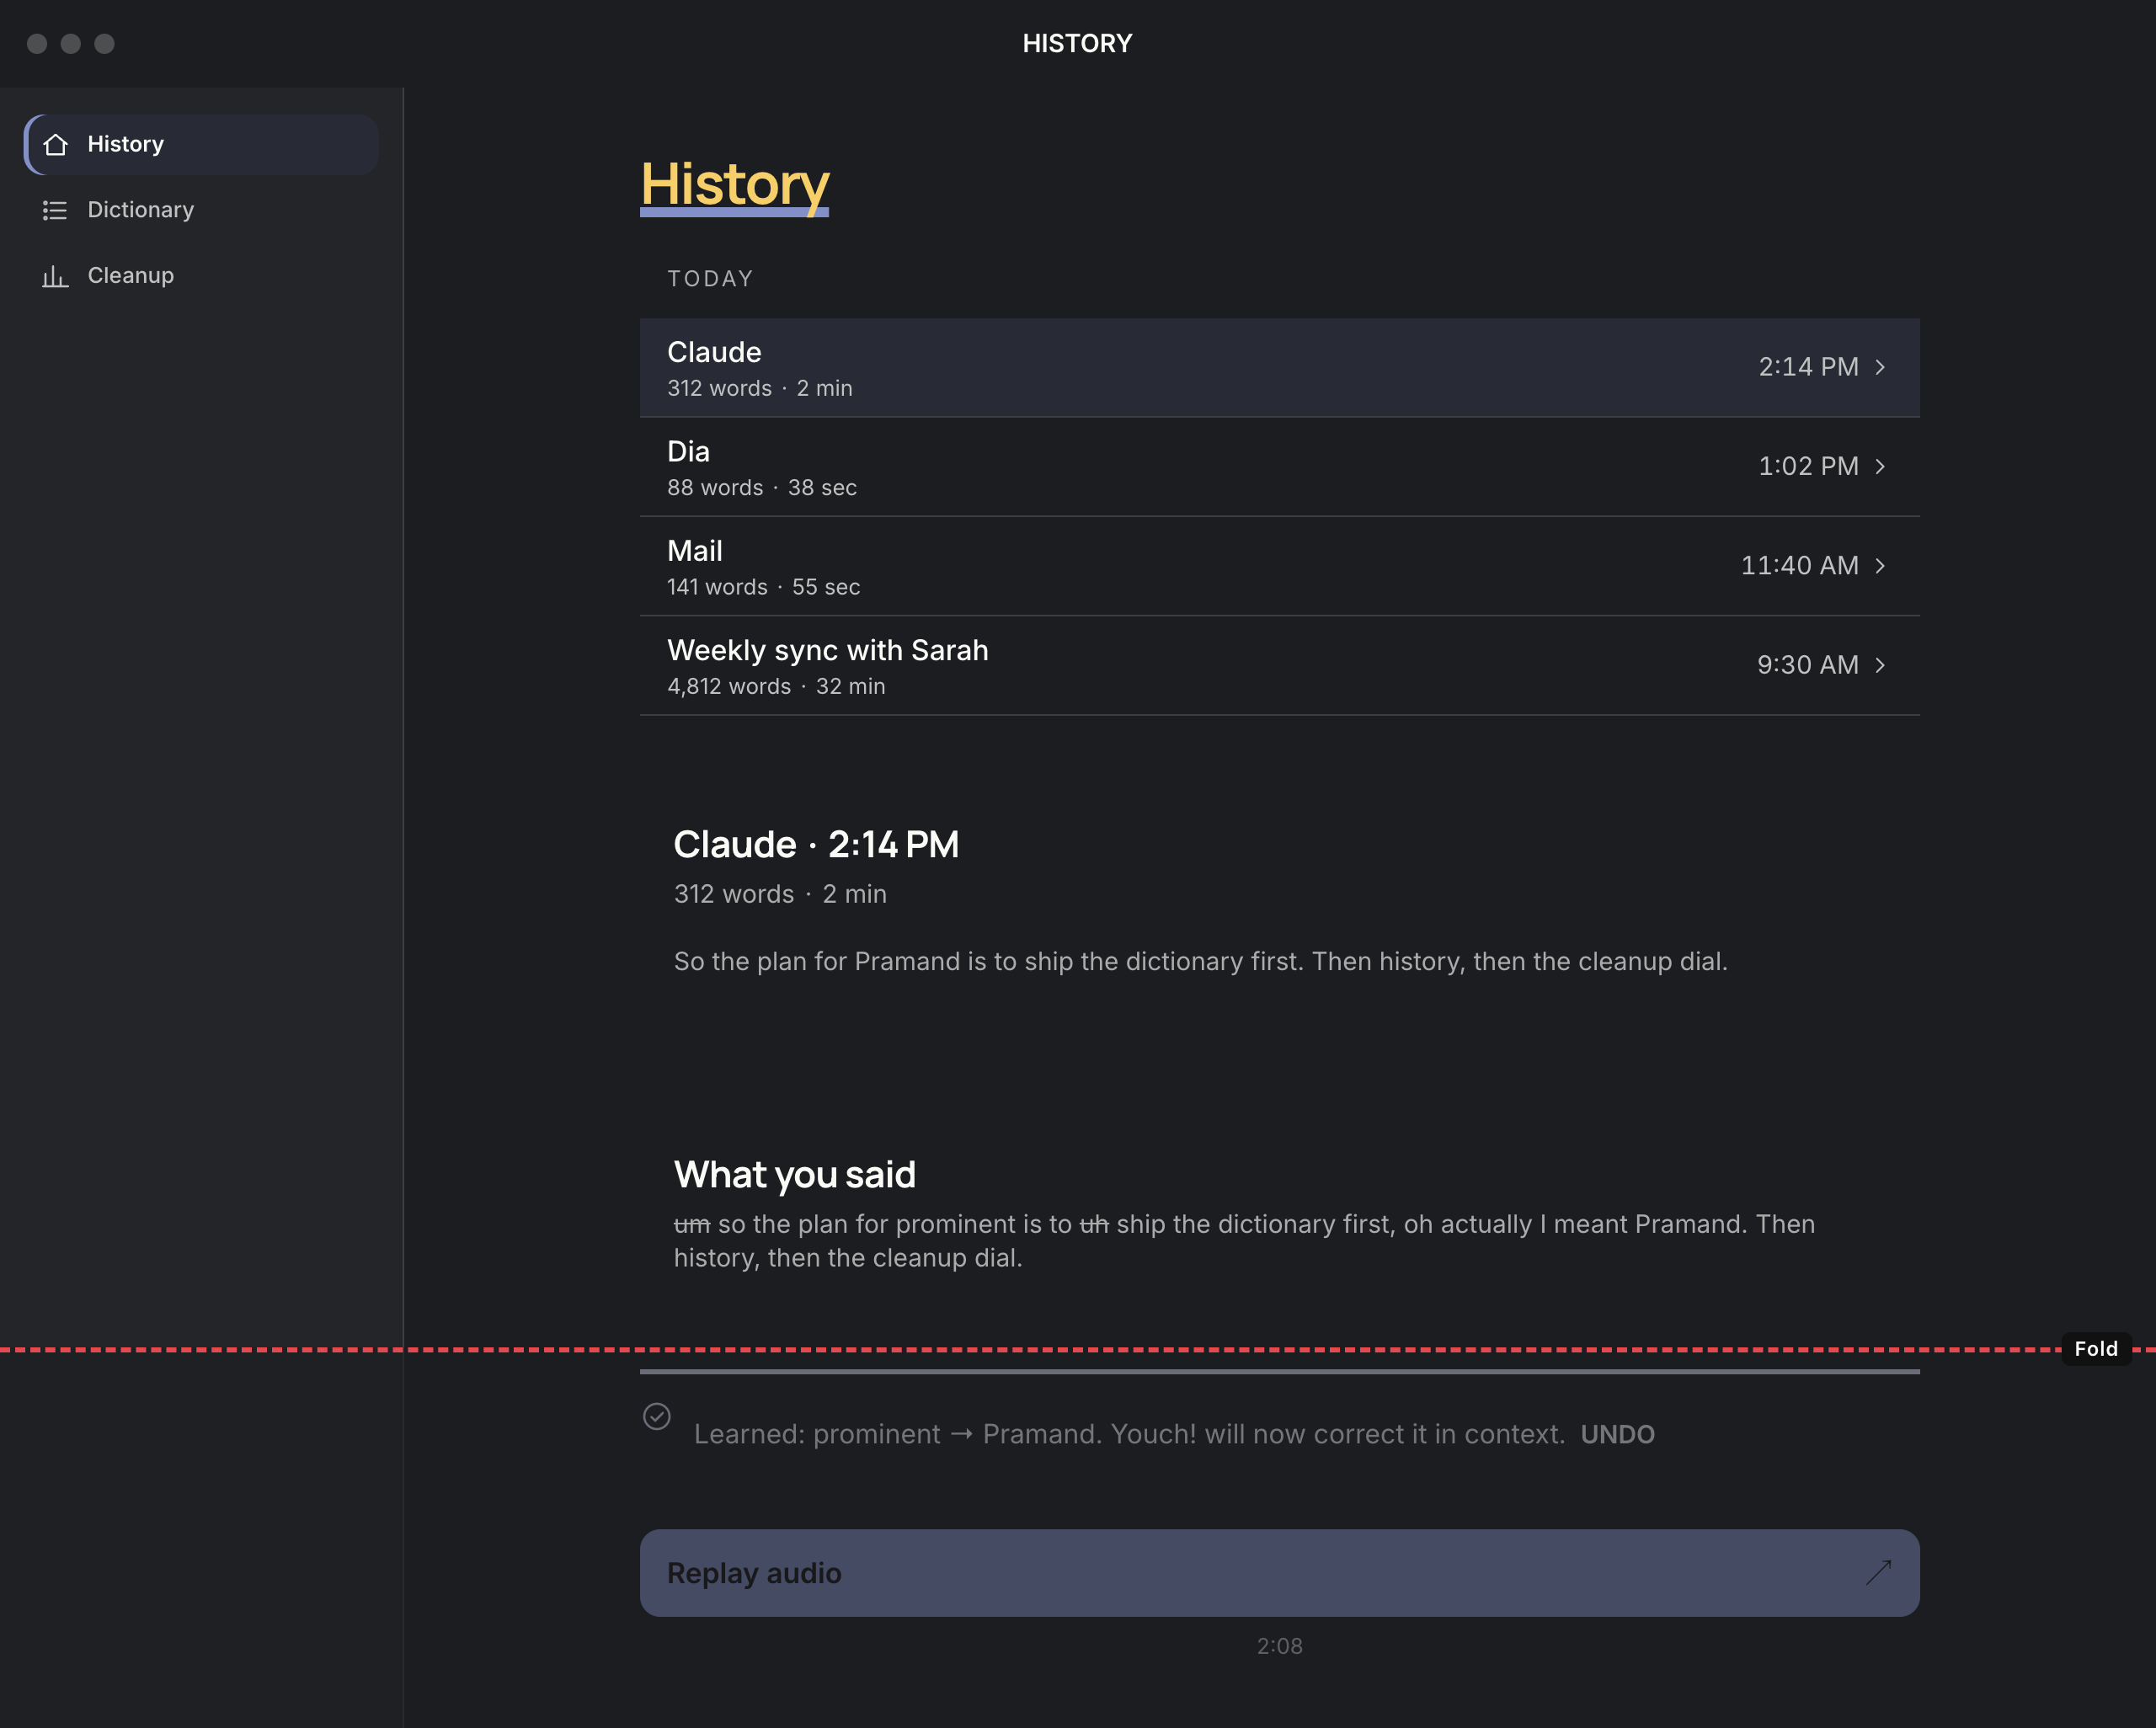 HISTORY
History
Dictionary
Cleanup
History
TODAY
Claude
312 words · 2 min
2:14 PM
Dia
88 words · 38 sec
1:02 PM
Mail
141 words · 55 sec
11:40 AM
Weekly sync with Sarah
4,812 words · 32 min
9:30 AM
Claude · 2:14 PM
312 words · 2 min
So the plan for Pramand is to ship the dictionary first. Then history, then the cleanup dial.
What you said
um so the plan for prominent is to uh ship the dictionary first, oh actually I meant Pramand. Then
history, then the cleanup dial.
Fold
Learned: prominent → Pramand. Youch! will now correct it in context. UNDO
Replay audio
2:08